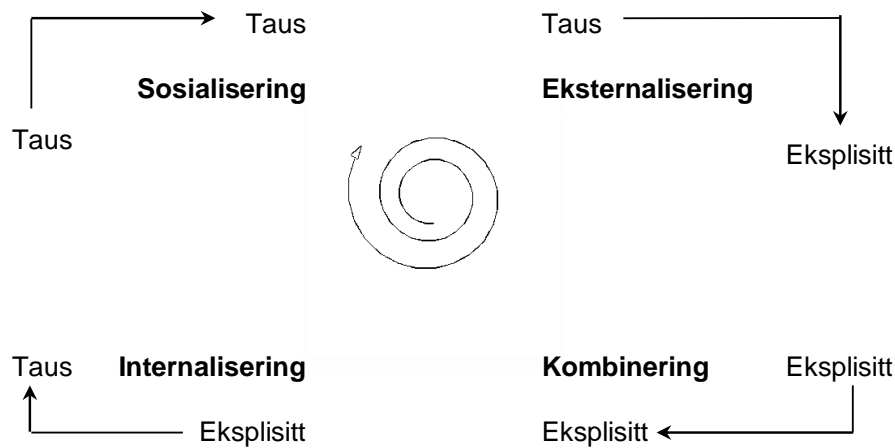 Taus Taus
Sosialisering Eksternalisering
Taus Eksplisitt
Taus Internalisering Kombinering Eksplisitt
Eksplisitt Eksplisitt